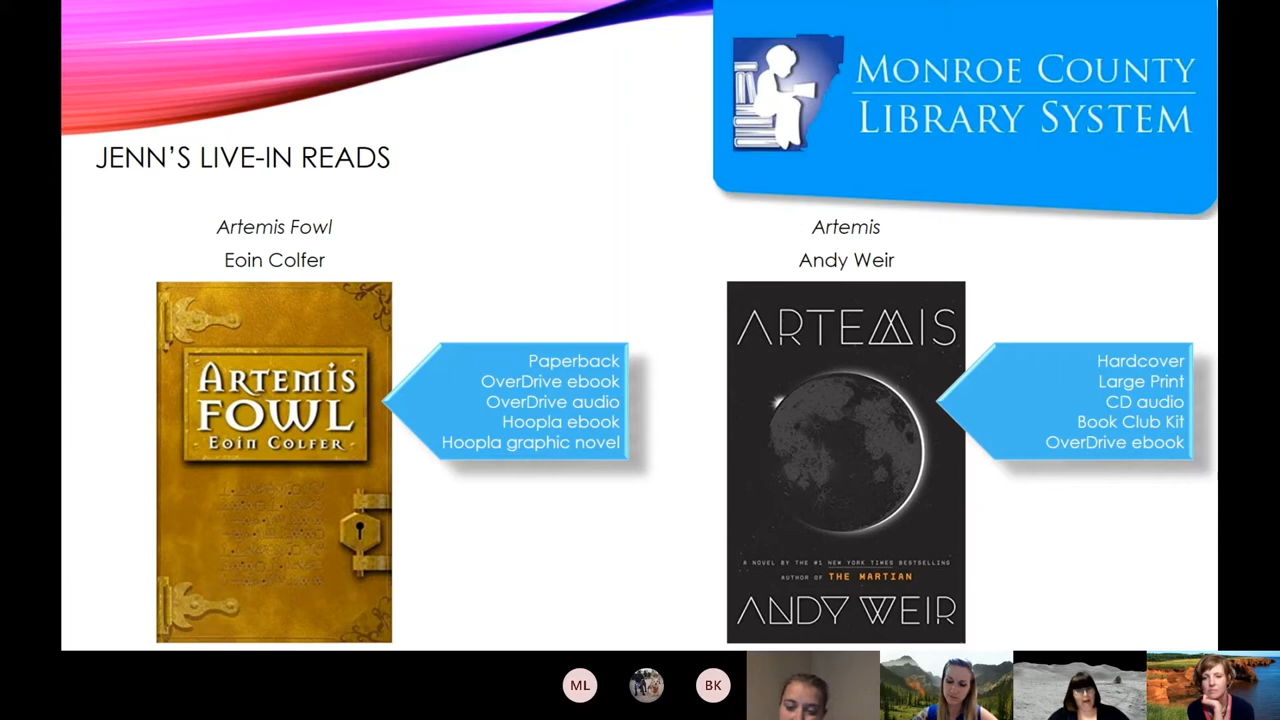 MONROE COUNTY
LIBRARY SYSTEM
JENN'S LIVE-IN READS
Artemis Fowl
Eoin Colfer
ARTEMIS
FOWL
EOIN COLFER
Paperback
OverDrive ebook
OverDrive audio
Hoopla ebook
Hoopla graphic novel
Artemis
Andy Weir
ARTEMIS
A NOVEL BY THE #1 NEW YORK TIMES BESTSELLING
AUTHOR OF THE MARTIAN
ANDY WEIR
Hardcover
Large Print
CD audio
Book Club Kit
OverDrive ebook
ML
BK